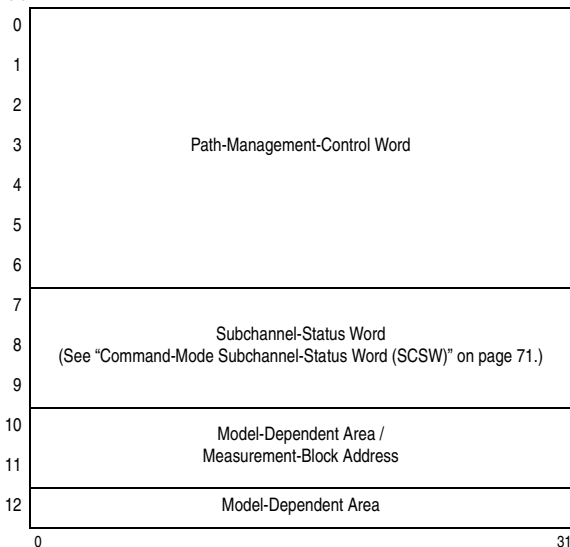 0
1
2
3 Path-Management-Control Word
4
5
6
7
Subchannel-Status Word
8
(See “Command-Mode Subchannel-Status Word (SCSW)” on page 71.)
9
10
Model-Dependent Area /
Measurement-Block Address
11
12 Model-Dependent Area
0 31